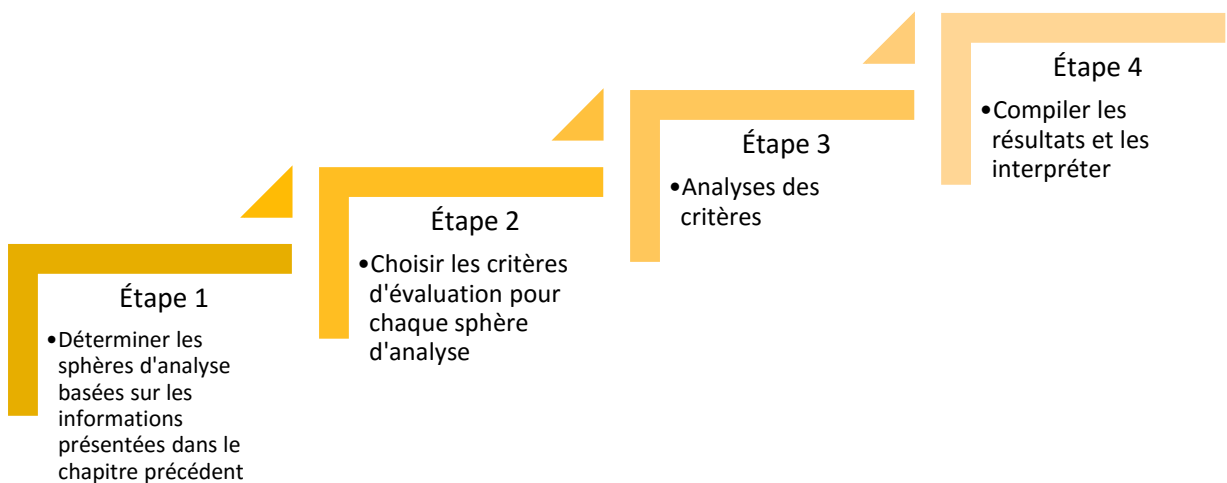 Étape 1
•Déterminer les
sphères d'analyse
basées sur les
informations
présentées dans le
chapitre précédent
Étape 2
•Choisir les critères
d'évaluation pour
chaque sphère
d'analyse
Étape 3
•Analyses des
critères
Étape 4
•Compiler les
résultats et les
interpréter